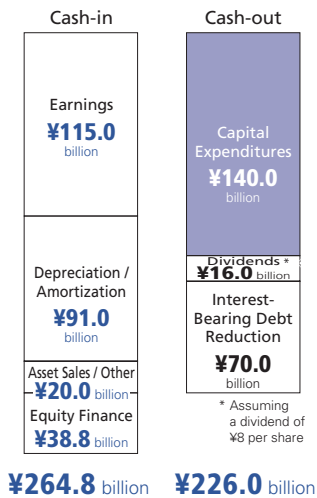 Cash-in
Earnings
¥115.0
billion
Depreciation /
Amortization
¥91.0
billion
Asset Sales / Other
¥20.0 billion
Equity Finance
¥38.8 billion
¥264.8 billion
Cash-out
Capital
Expenditures
¥140.0
billion
Dividends *
¥16.0 billion
Interest-
Bearing Debt
Reduction
¥70.0
billion
* Assuming
a dividend of
¥8 per share
¥226.0 billion